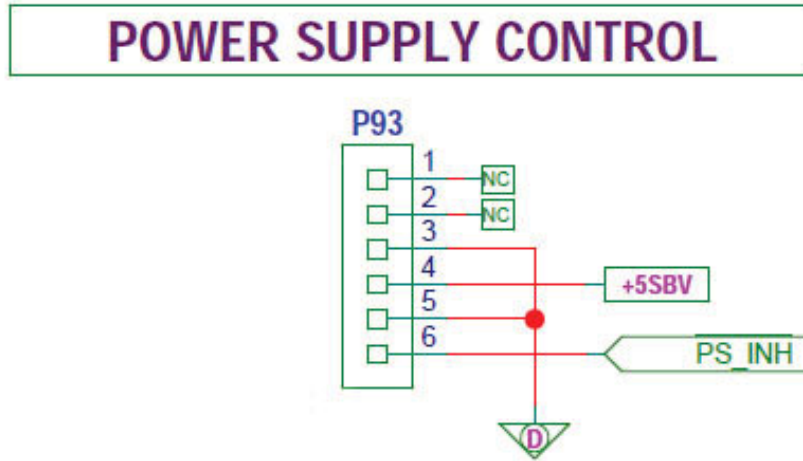 POWER SUPPLY CONTROL
P93
1 NC
2 NC
3
4 +5SBV
5
6 PS_INH
D